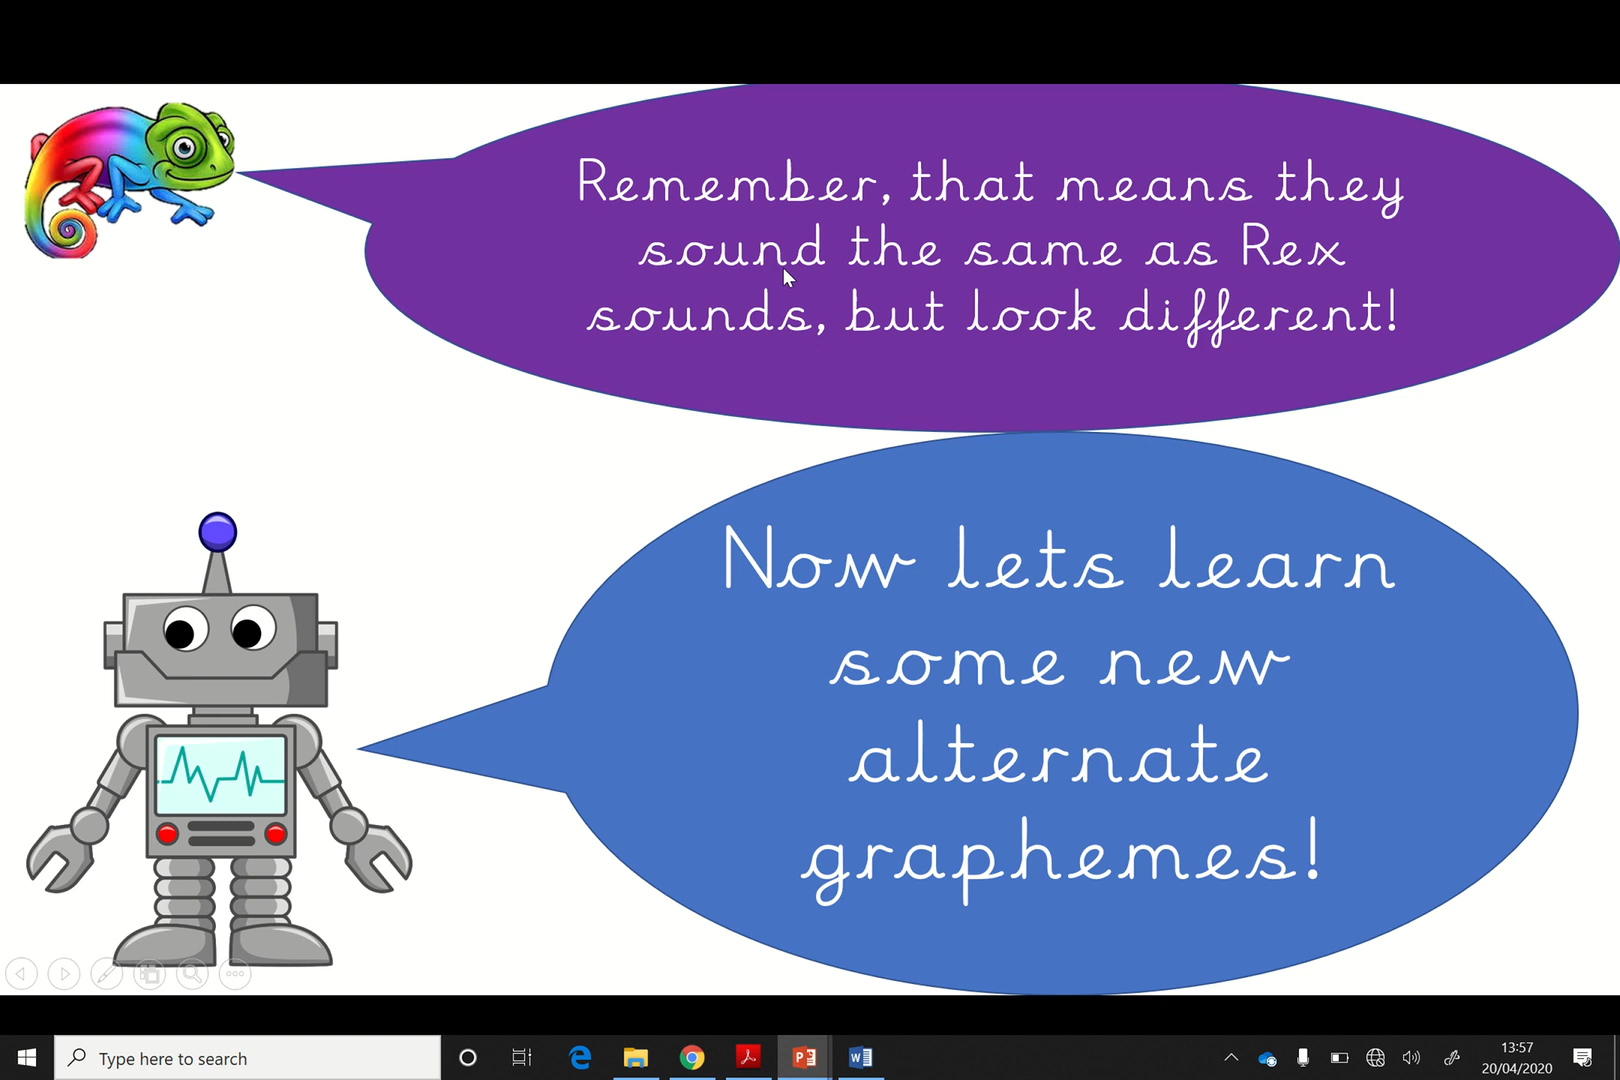 Remember, that means they
sound the same as Rex
sounds, but look different!
Now lets learn
some new
alternate
graphemes!
Type here to search
13:57
20/04/2020